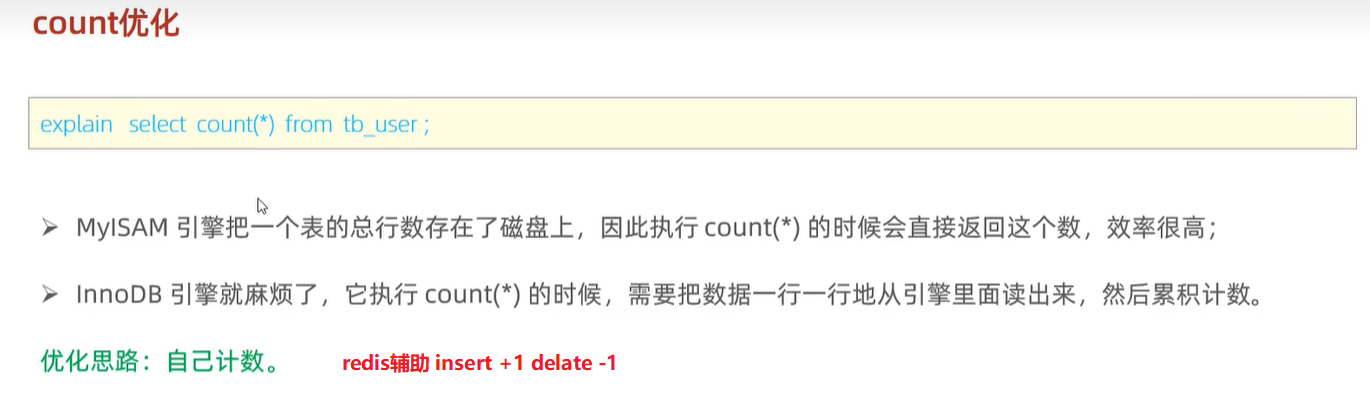 count优化
explain select count(*) from tb_user ;
➢ MyISAM 引擎把一个表的总行数存在了磁盘上，因此执行 count(*) 的时候会直接返回这个数，效率很高；
➢ InnoDB 引擎就麻烦了，它执行 count(*) 的时候，需要把数据一行一行地从引擎里面读出来，然后累积计数。
优化思路：自己计数。 redis辅助 insert +1 delate -1